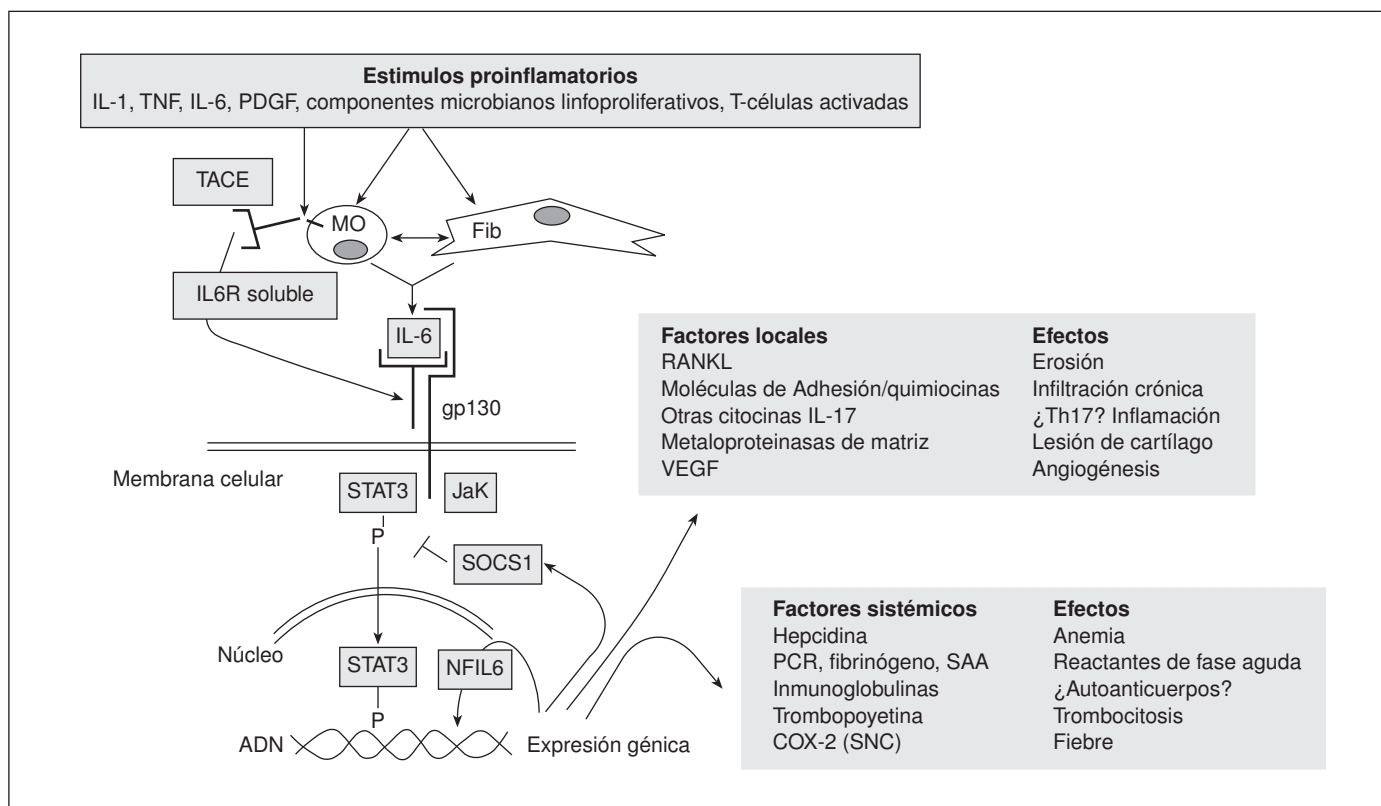 Estimulos proinflamatorios
IL-1, TNF, IL-6, PDGF, componentes microbianos linfoproliferativos, T-células activadas
TACE
MO
Fib
IL6R soluble
IL-6
gp130
Membrana celular
STAT3
JaK
P
SOCS1
Núcleo
STAT3
NFIL6
P
ADN
Expresión génica
Factores locales Efectos
RANKL Erosión
Moléculas de Adhesión/quimiocinas Infiltración crónica
Otras citocinas IL-17 ¿Th17? Inflamación
Metaloproteinasas de matriz Lesión de cartílago
VEGF Angiogénesis
Factores sistémicos Efectos
Hepcidina Anemia
PCR, fibrinógeno, SAA Reactantes de fase aguda
Inmunoglobulinas ¿Autoanticuerpos?
Trombopoyetina Trombocitosis
COX-2 (SNC) Fiebre